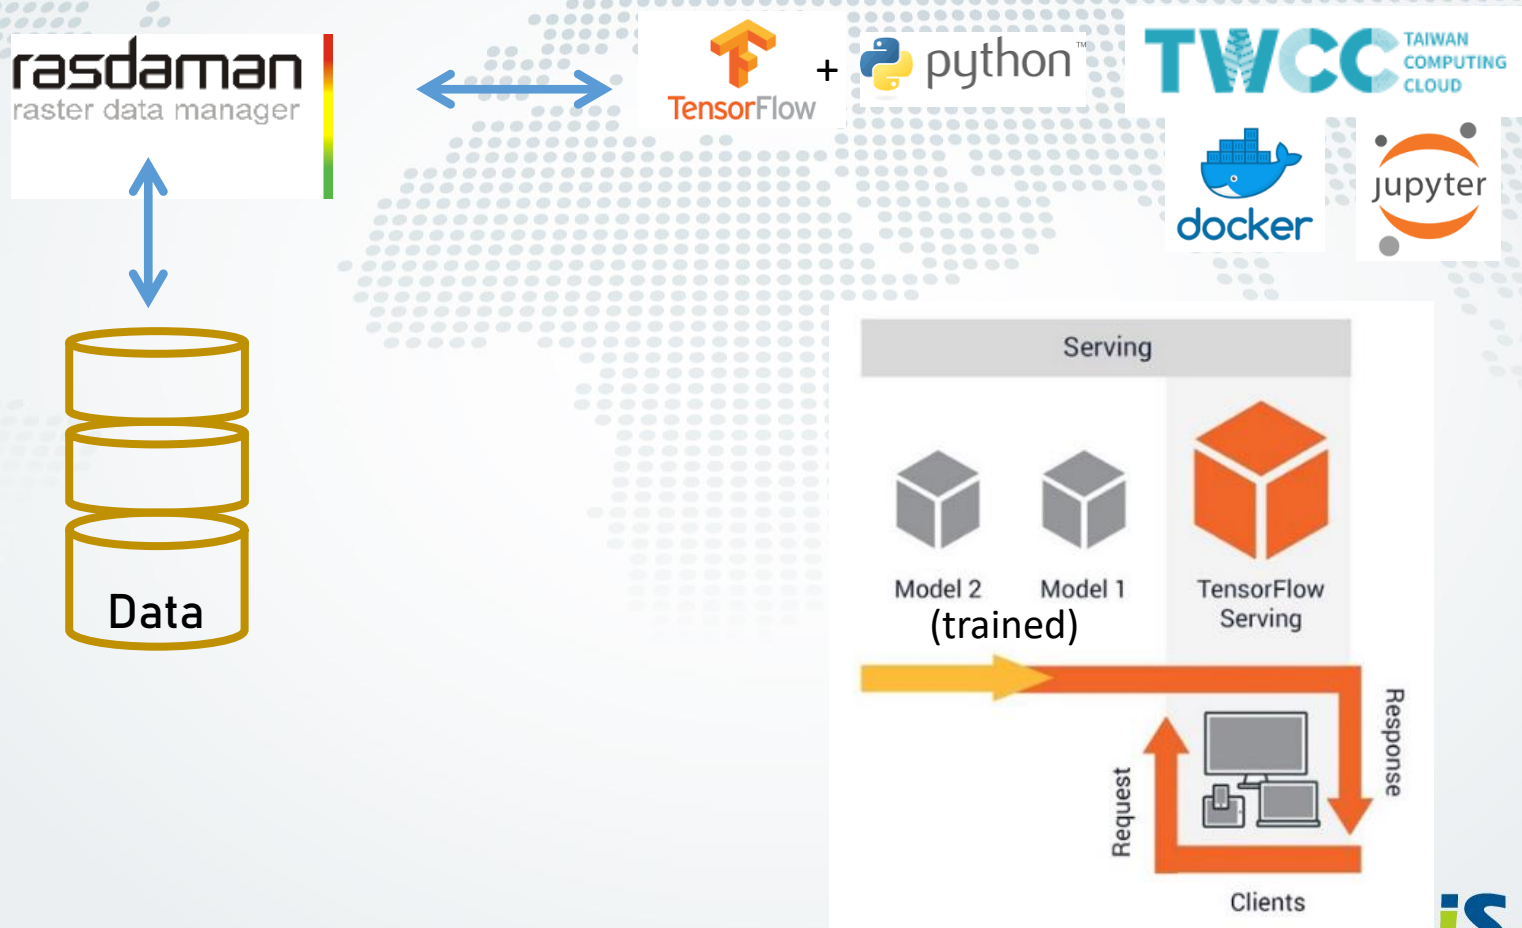 rasdaman
raster data manager
TensorFlow
+
python™
TWCC
TAIWAN
COMPUTING
CLOUD
docker
jupyter
Data
Serving
Model 2
Model 1
(trained)
TensorFlow
Serving
Response
Request
Clients